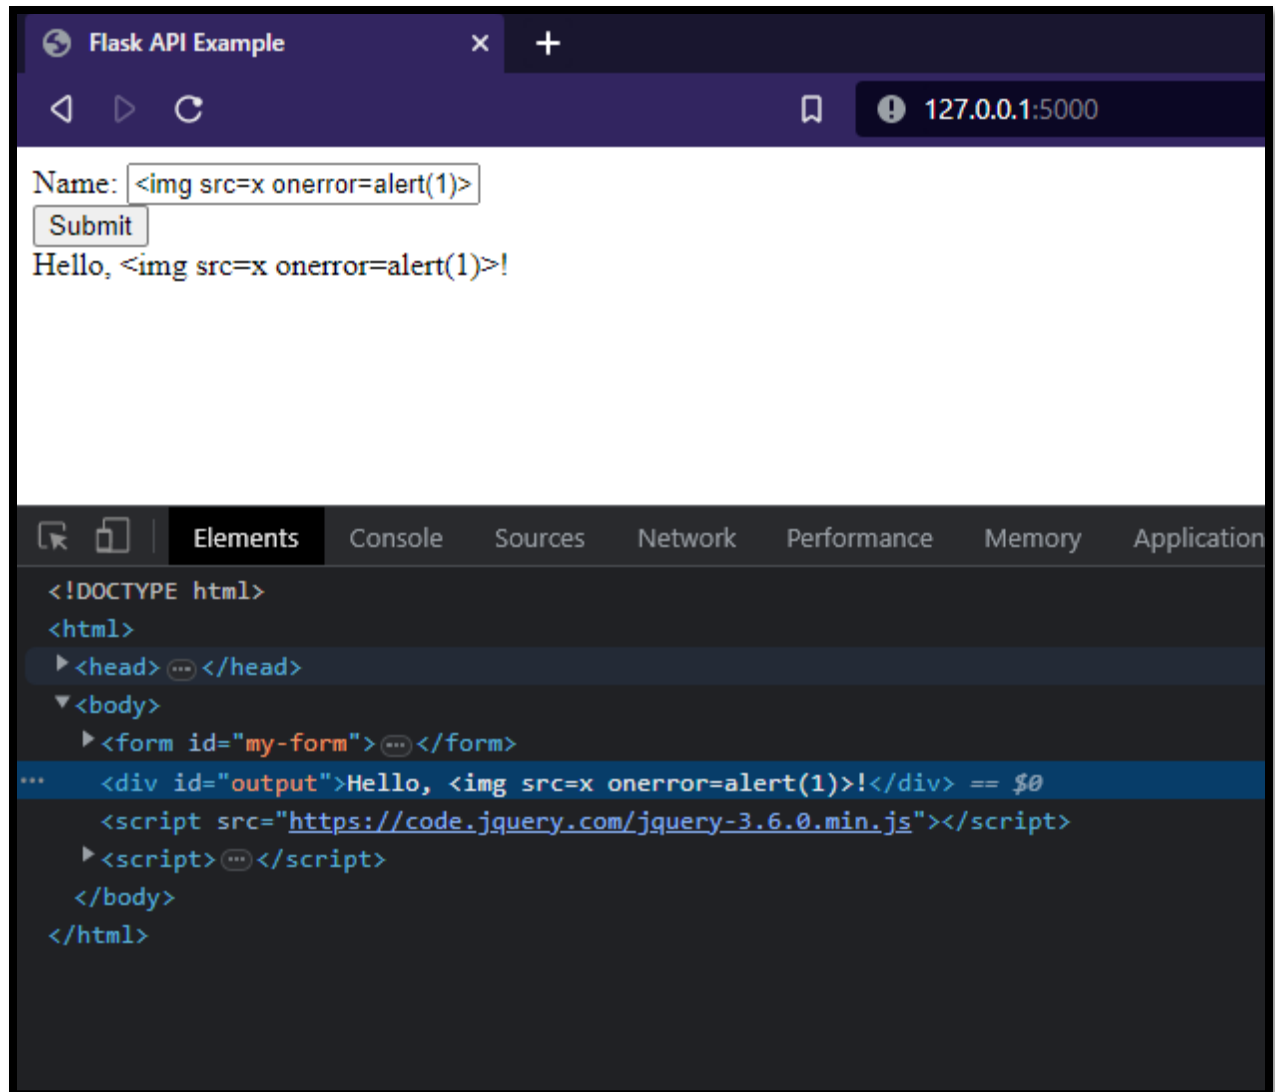 Flask API Example
127.0.0.1:5000
Name: <img src=x onerror=alert(1)>
Submit
Hello, <img src=x onerror=alert(1)>!
Elements Console Sources Network Performance Memory Application
<!DOCTYPE html>
<html>
<head>…</head>
<body>
<form id="my-form">…</form>
… <div id="output">Hello, <img src=x onerror=alert(1)>!</div> == $0
<script src="https://code.jquery.com/jquery-3.6.0.min.js"></script>
<script>…</script>
</body>
</html>